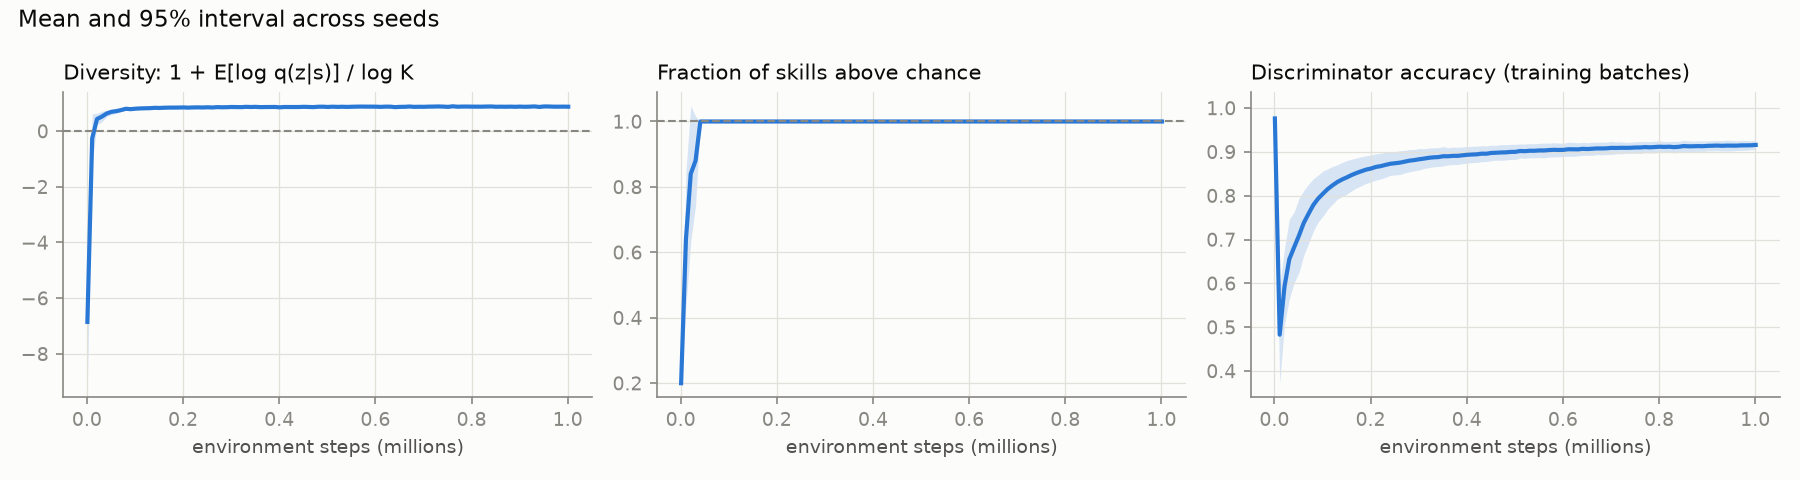 Mean and 95% interval across seeds
Diversity: 1 + E[log q(z|s)] / log K
0
−2
−4
−6
−8
0.0 0.2 0.4 0.6 0.8 1.0
environment steps (millions)
Fraction of skills above chance
1.0
0.8
0.6
0.4
0.2
0.0 0.2 0.4 0.6 0.8 1.0
environment steps (millions)
Discriminator accuracy (training batches)
1.0
0.9
0.8
0.7
0.6
0.5
0.4
0.0 0.2 0.4 0.6 0.8 1.0
environment steps (millions)